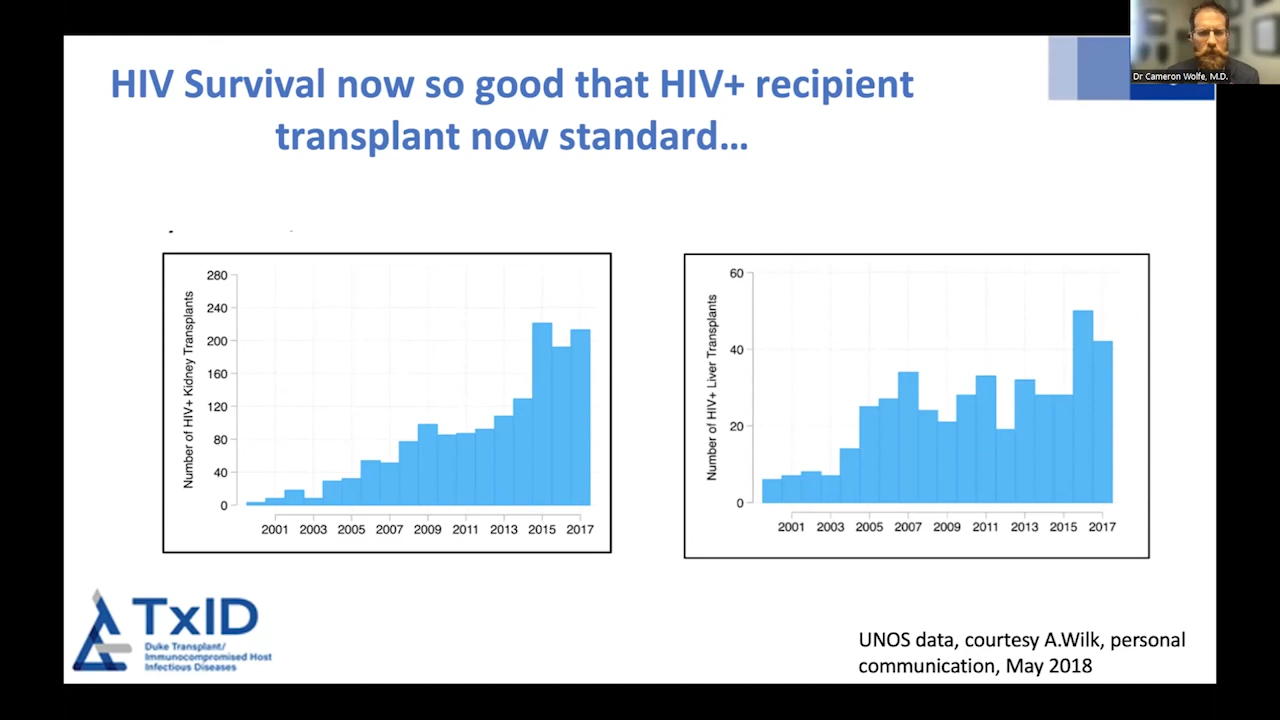 HIV Survival now so good that HIV+ recipient
transplant now standard…
Dr Cameron Wolfe, M.D.
Number of HIV+ Kidney Transplants
280
240
200
160
120
80
40
0
2001 2003 2005 2007 2009 2011 2013 2015 2017
Number of HIV+ Liver Transplants
60
40
20
0
2001 2003 2005 2007 2009 2011 2013 2015 2017
TxID
Duke Transplant/
Immunocompromised Host
Infectious Diseases
UNOS data, courtesy A.Wilk, personal
communication, May 2018